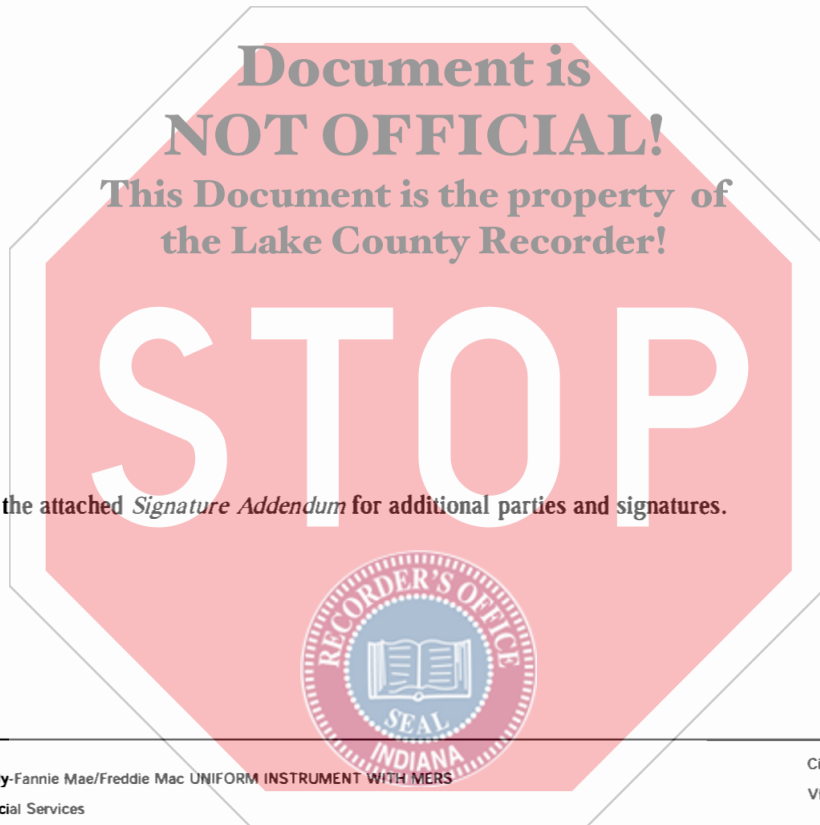 Document is
NOT OFFICIAL!
This Document is the property of
the Lake County Recorder!
STOP
the attached Signature Addendum for additional parties and signatures.
RECORDER'S OFFICE
SEAL
INDIANA
y-Fannie Mae/Freddie Mac UNIFORM INSTRUMENT WITH MERS
cial Services